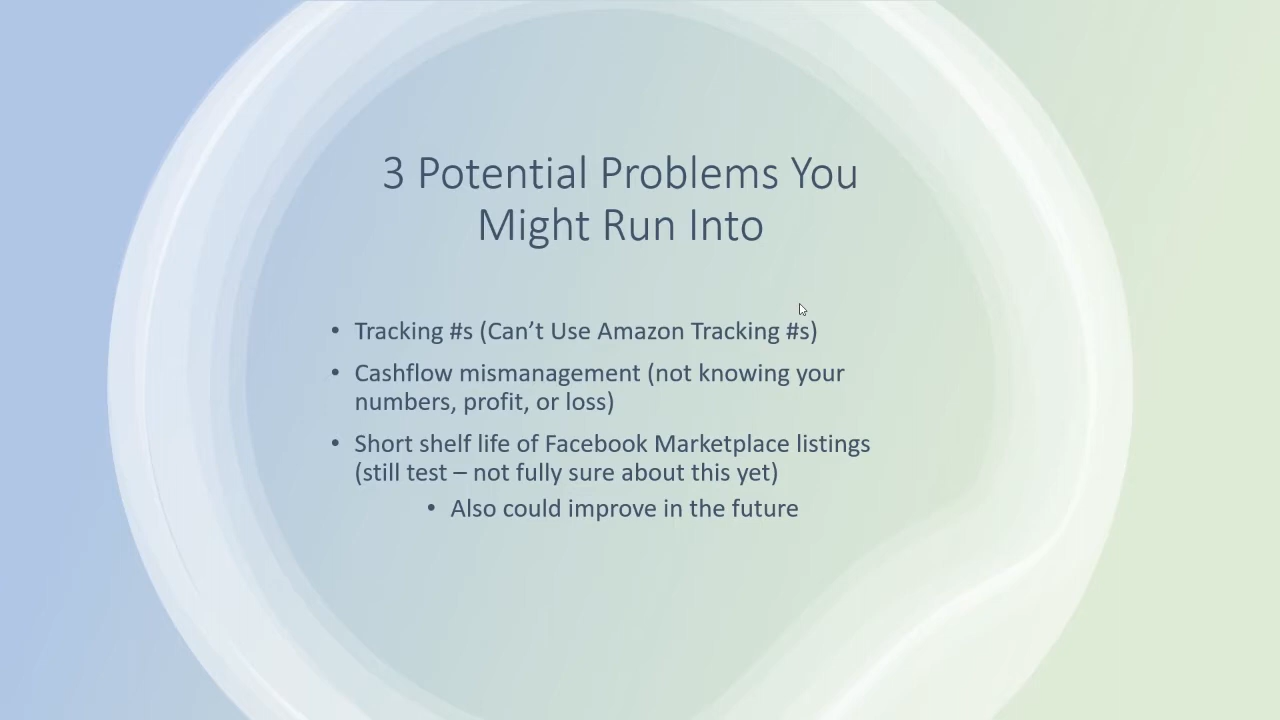 3 Potential Problems You
Might Run Into
• Tracking #s (Can’t Use Amazon Tracking #s)
• Cashflow mismanagement (not knowing your
numbers, profit, or loss)
• Short shelf life of Facebook Marketplace listings
(still test – not fully sure about this yet)
• Also could improve in the future